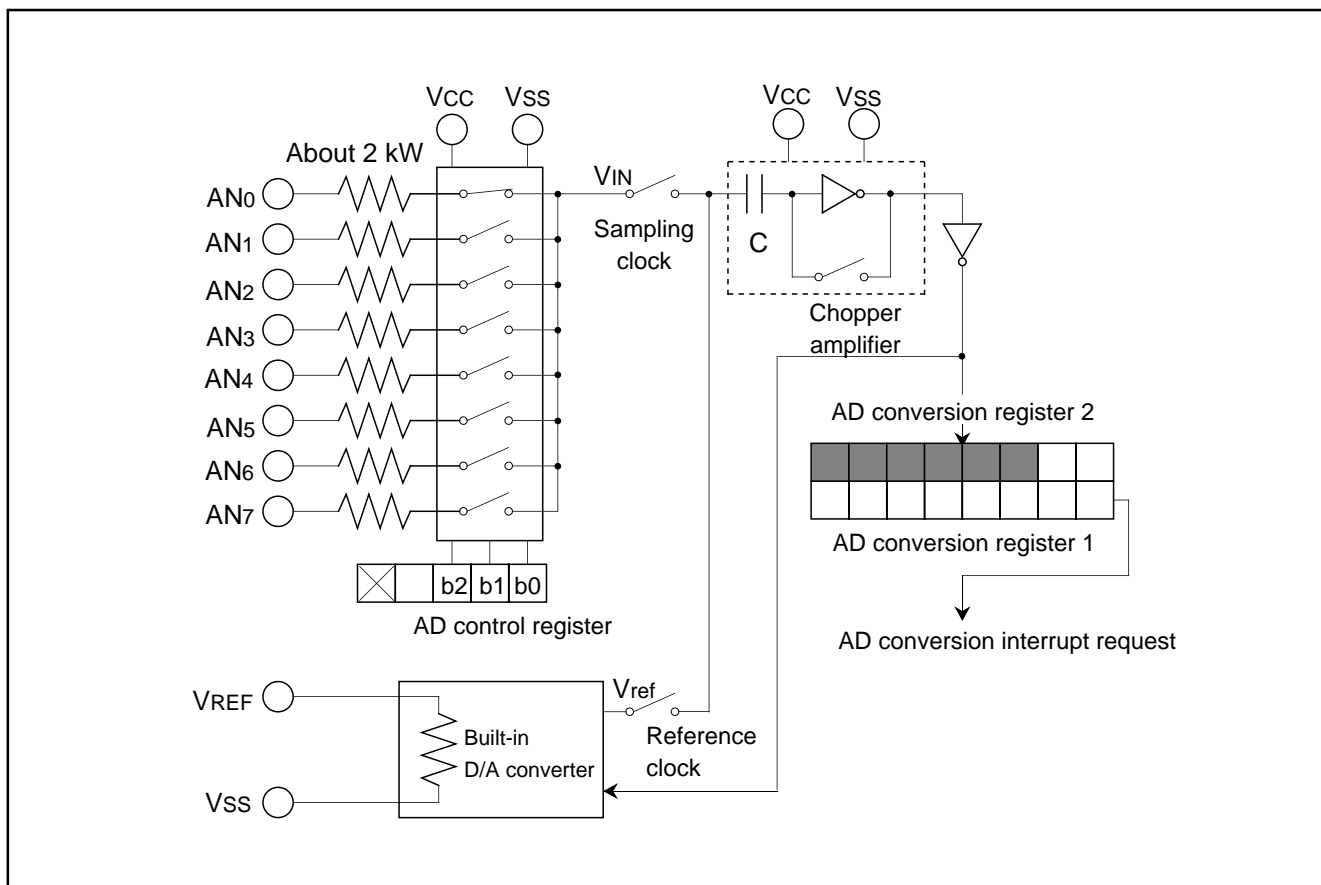 VCC VSS
VCC VSS
About 2 kW
AN0
AN1
AN2
AN3
AN4
AN5
AN6
AN7
VIN
Sampling
clock
C
Chopper
amplifier
AD conversion register 2
AD conversion register 1
AD conversion interrupt request
b2 b1 b0
AD control register
VREF
VSS
Built-in
D/A converter
Vref
Reference
clock